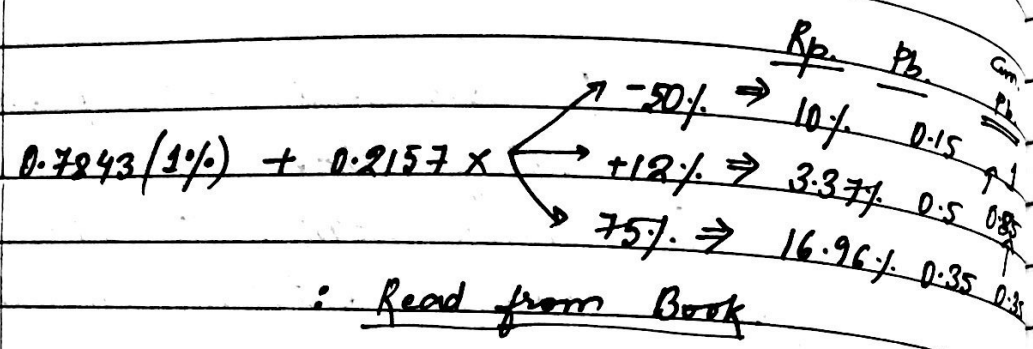 Rp. Pb. Cum Pb.
-50% ⇒ 10% 0.15 1
0.7843 (1%) + 0.2157 × +12% ⇒ 3.37% 0.5 0.85
75% ⇒ 16.96% 0.35 0.35
: Read from Book